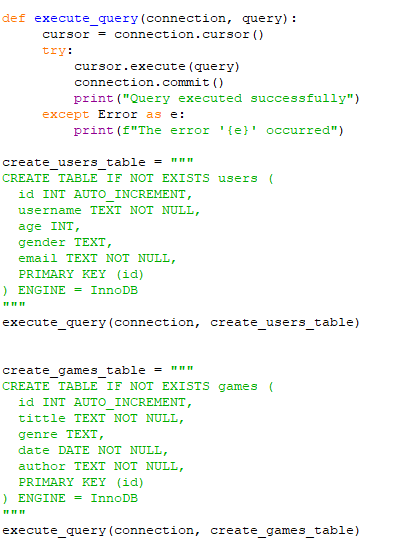 def execute_query(connection, query):
     cursor = connection.cursor()
     try:
         cursor.execute(query)
         connection.commit()
         print("Query executed successfully")
     except Error as e:
         print(f"The error '{e}' occurred")

create_users_table = """
CREATE TABLE IF NOT EXISTS users (
  id INT AUTO_INCREMENT,
  username TEXT NOT NULL,
  age INT,
  gender TEXT,
  email TEXT NOT NULL,
  PRIMARY KEY (id)
) ENGINE = InnoDB
"""
execute_query(connection, create_users_table)


create_games_table = """
CREATE TABLE IF NOT EXISTS games (
  id INT AUTO_INCREMENT,
  tittle TEXT NOT NULL,
  genre TEXT,
  date DATE NOT NULL,
  author TEXT NOT NULL,
  PRIMARY KEY (id)
) ENGINE = InnoDB
"""
execute_query(connection, create_games_table)